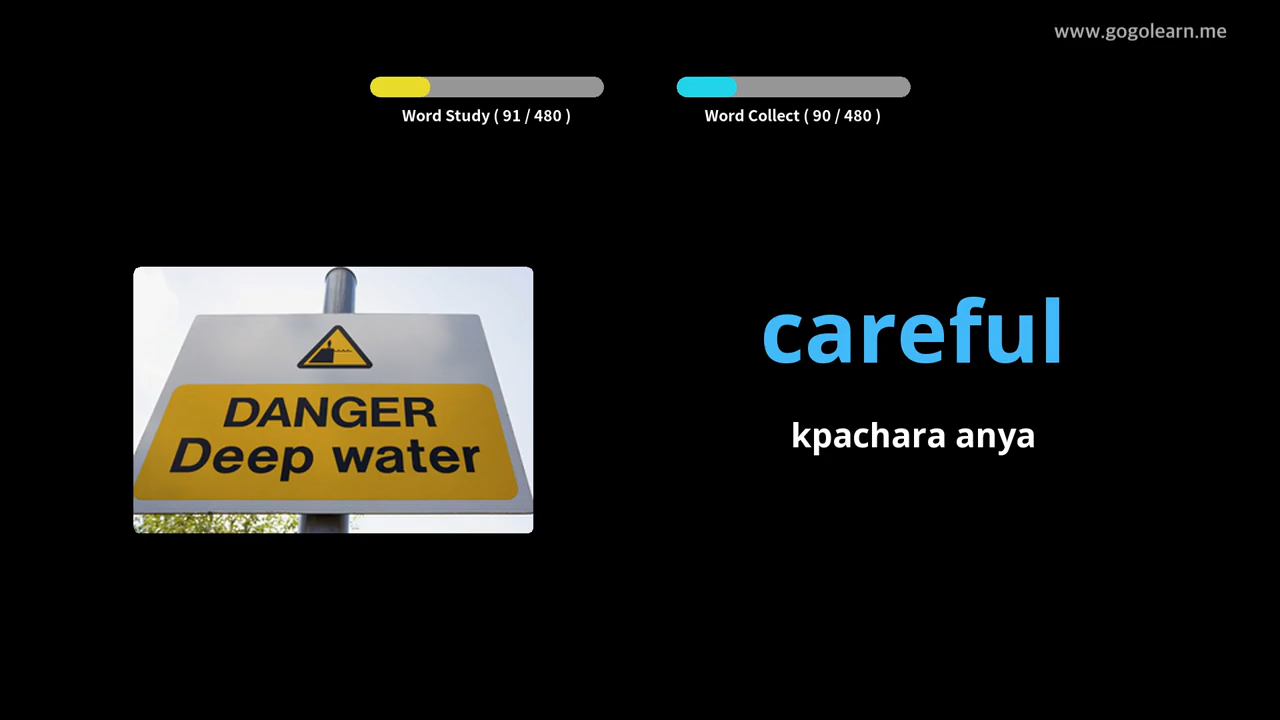 www.gogolearn.me
Word Study ( 91 / 480 )
Word Collect ( 90 / 480 )
DANGER
Deep water
careful
kpachara anya